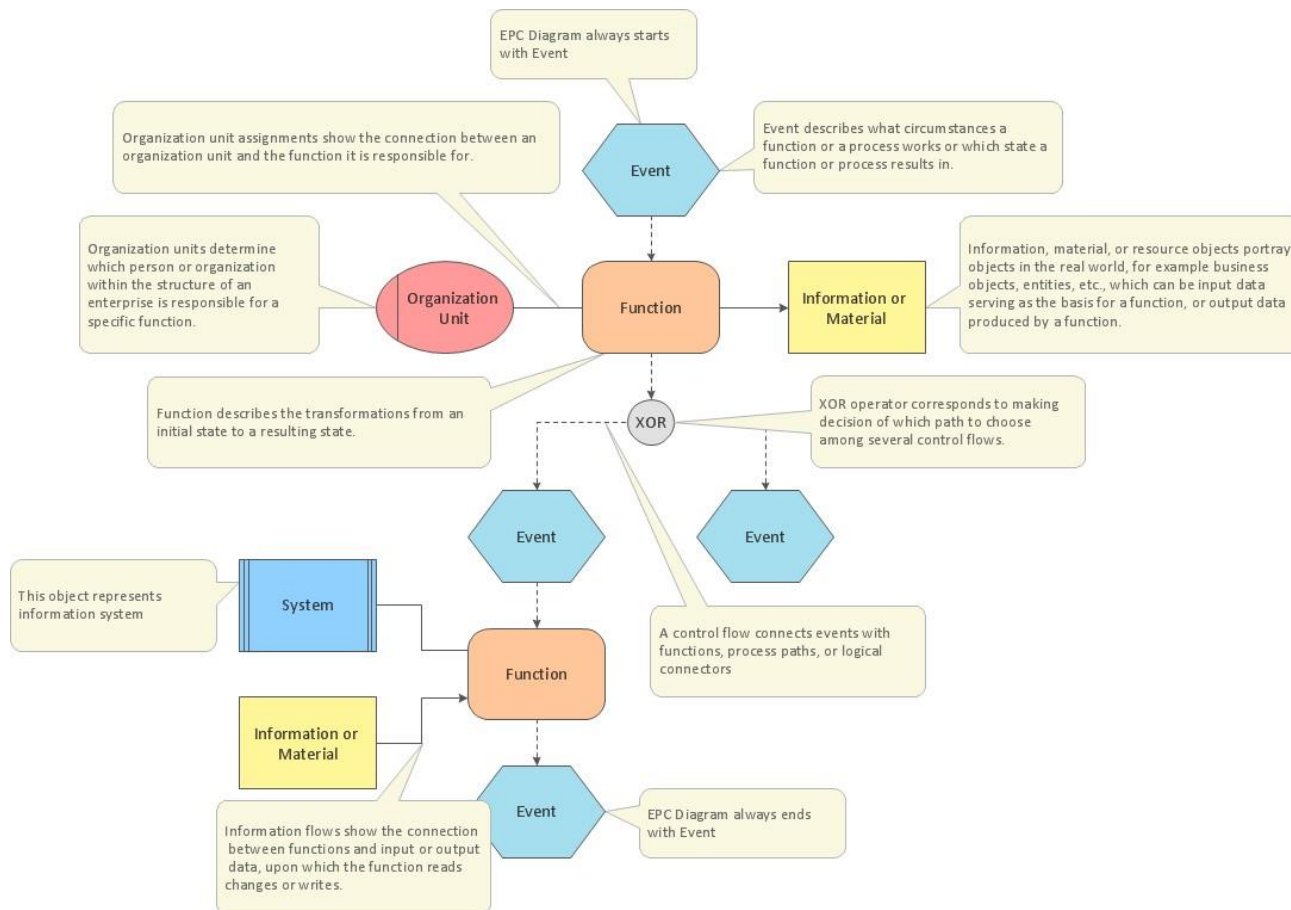 EPC Diagram always starts
with Event
Organization unit assignments show the connection between an
organization unit and the function it is responsible for.
Event
Event describes what circumstances a
function or a process works or which state a
function or process results in.
Organization units determine
which person or organization
within the structure of an
enterprise is responsible for a
specific function.
Organization
Unit
Function
Information or
Material
Information, material, or resource objects portray
objects in the real world, for example business
objects, entities, etc., which can be input data
serving as the basis for a function, or output data
produced by a function.
Function describes the transformations from an
initial state to a resulting state.
XOR
XOR operator corresponds to making
decision of which path to choose
among several control flows.
Event
Event
This object represents
information system
System
A control flow connects events with
functions, process paths, or logical
connectors
Function
Information or
Material
Event
EPC Diagram always ends
with Event
Information flows show the connection
between functions and input or output
data, upon which the function reads
changes or writes.